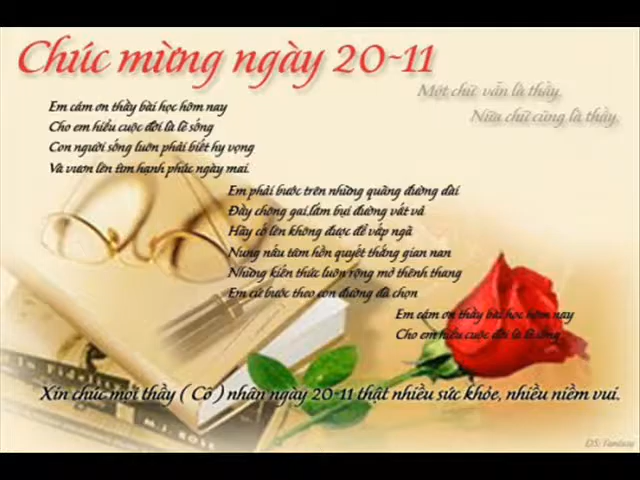 Chúc mừng ngày 20-11
Một chữ vẫn là thầy,
Nửa chữ cũng là thầy,
Em cám ơn thầy bài học hôm nay
Cho em hiểu cuộc đời là lẽ sống
Con người sống luôn phải biết hy vọng
Và vươn lên tìm hạnh phúc ngày mai.
Em phải bước trên những quãng đường dài
Đầy chông gai,lắm bụi đường vất vả
Hãy cố lên không được để vấp ngã
Nung nấu tâm hồn quyết thắng gian nan
Những kiến thức luôn rộng mở thênh thang
Em cứ bước theo con đường đã chọn
Em cám ơn thầy bài học hôm nay
Cho em hiểu cuộc đời là lẽ sống
Xin chúc mọi thầy ( Cô ) nhân ngày 20-11 thật nhiều sức khỏe, nhiều niềm vui.